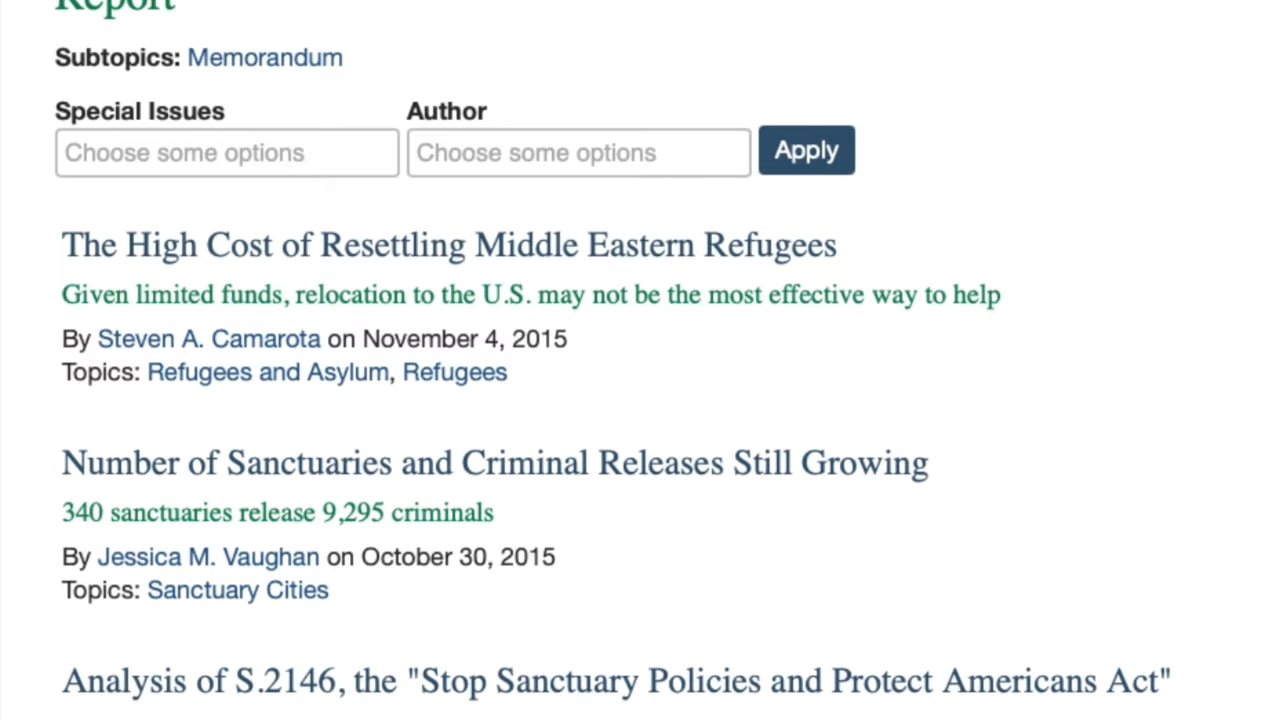 Report
Subtopics: Memorandum
Special Issues Author
Choose some options Choose some options Apply
The High Cost of Resettling Middle Eastern Refugees
Given limited funds, relocation to the U.S. may not be the most effective way to help
By Steven A. Camarota on November 4, 2015
Topics: Refugees and Asylum, Refugees
Number of Sanctuaries and Criminal Releases Still Growing
340 sanctuaries release 9,295 criminals
By Jessica M. Vaughan on October 30, 2015
Topics: Sanctuary Cities
Analysis of S.2146, the "Stop Sanctuary Policies and Protect Americans Act"